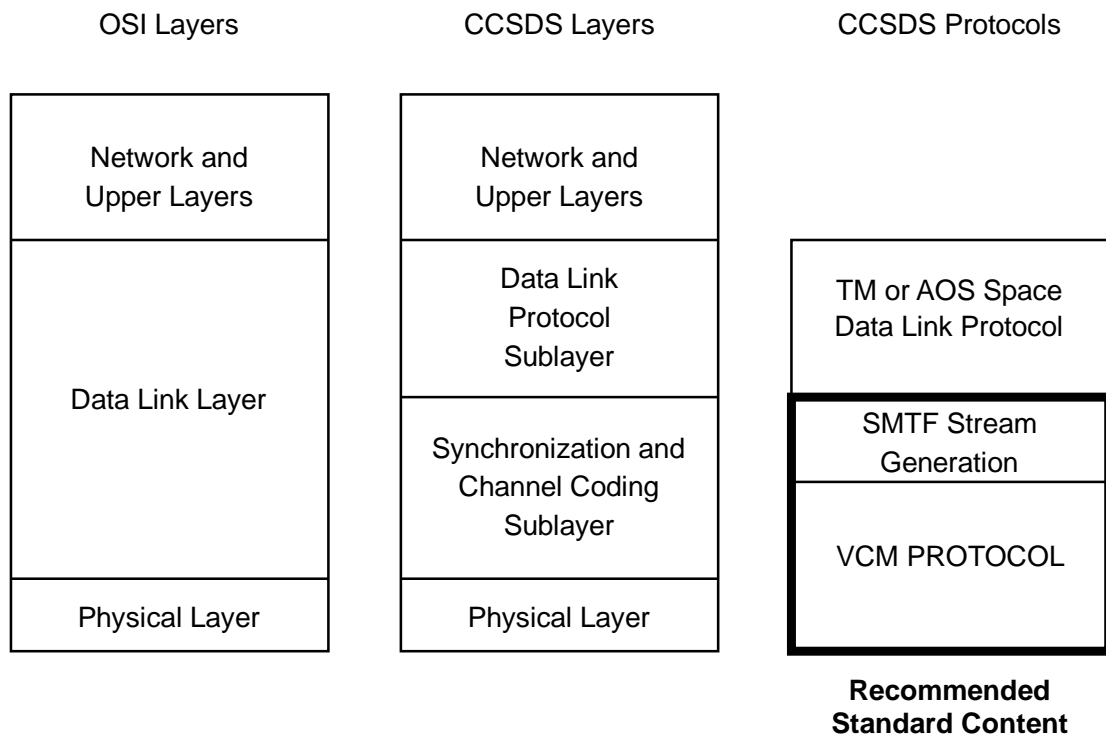 OSI Layers
CCSDS Layers
CCSDS Protocols
Network and
Upper Layers
Data Link Layer
Physical Layer
Network and
Upper Layers
Data Link
Protocol
Sublayer
Synchronization and
Channel Coding
Sublayer
Physical Layer
TM or AOS Space
Data Link Protocol
SMTF Stream
Generation
VCM PROTOCOL
Recommended
Standard Content